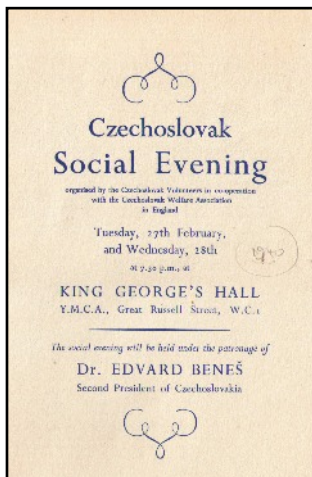 Czechoslovak
Social Evening
organised by the Czechoslovak Volunteers in co-operation
with the Czechoslovak Welfare Association
in England
Tuesday, 27th February,
and Wednesday, 28th
1940
at 7.30 p.m., at
KING GEORGE'S HALL
Y.M.C.A., Great Russell Street, W.C.1
The social evening will be held under the patronage of
Dr. EDVARD BENEŠ
Second President of Czechoslovakia